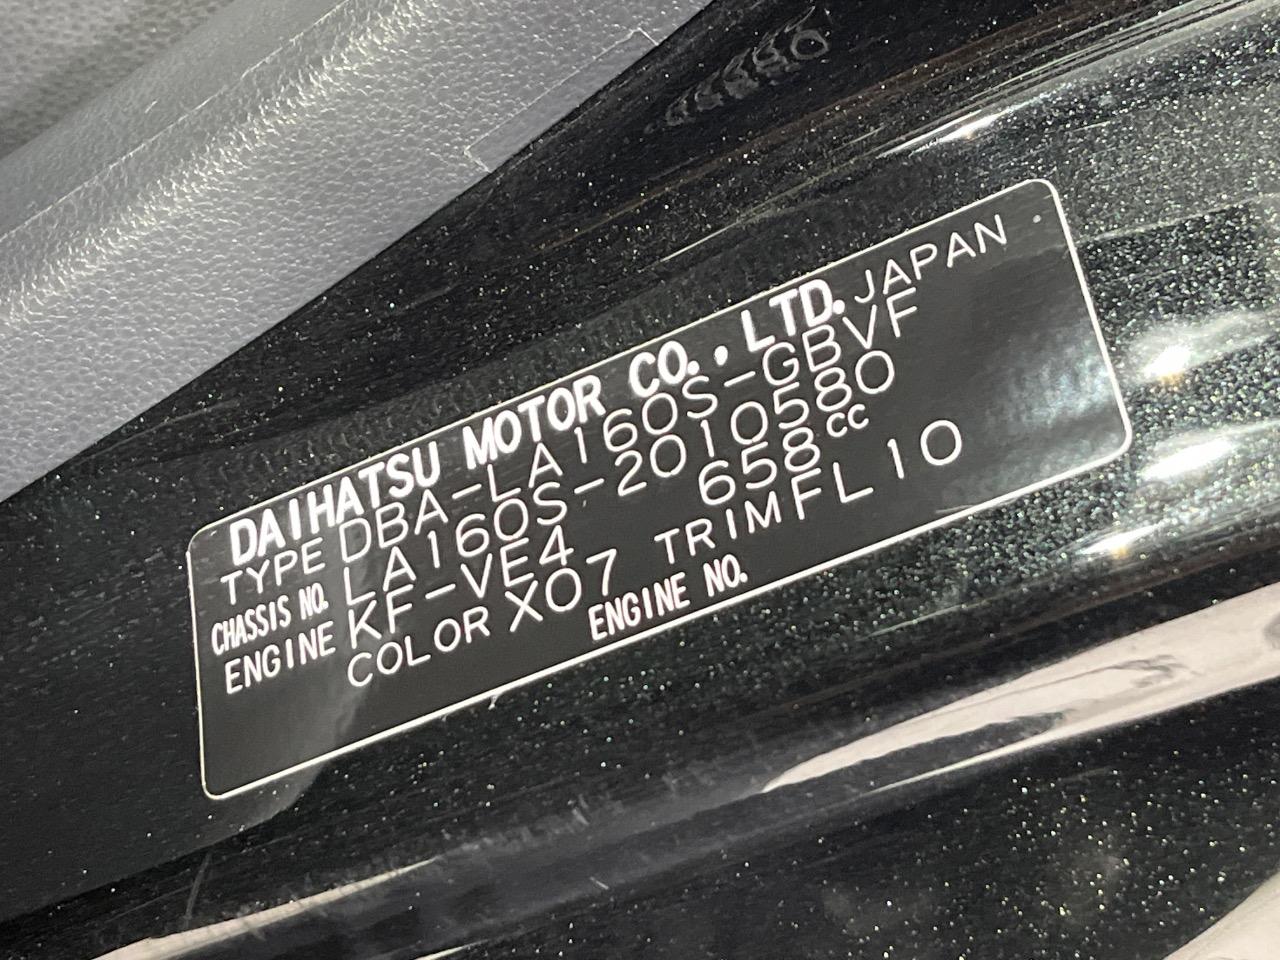 DAIHATSU MOTOR CO., LTD. JAPAN
TYPE DBA-LA160S-GBVF
CHASSIS NO. LA160S-2010580
ENGINE KF-VE4 658cc
COLOR X07 TRIM FL10
ENGINE NO.